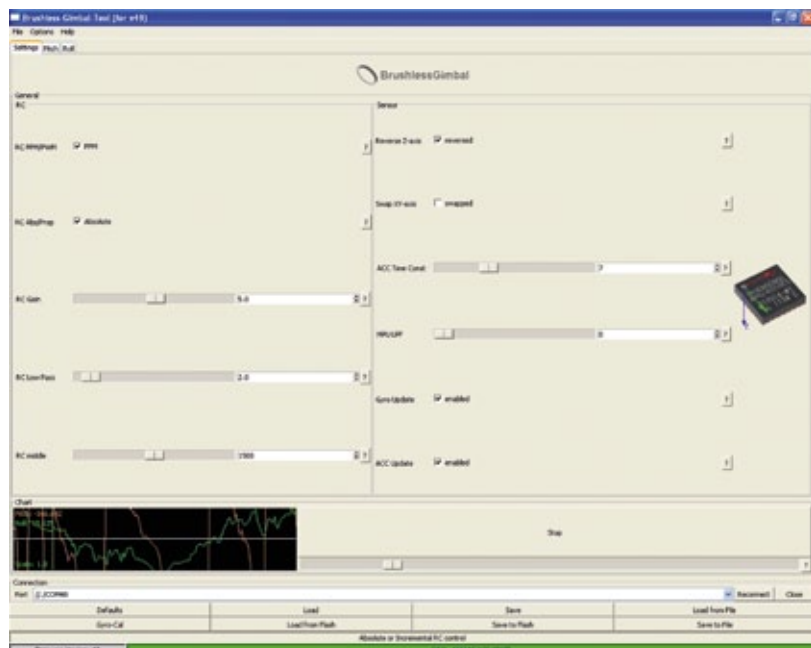 Brushless Gimbal Tool (for v49)
File Options Help
Settings Pitch Roll
BrushlessGimbal
General
RC
Sensor
RC PPM/PWM PPM ?
Reverse Z-axis reversed ?
Swap XY-axis swapped ?
RC Abs/Prop Absolute ?
ACC Time Const 7 ?
RC Gain 5.0 ?
MPU LPF 0 ?
RC Low Pass 2.0 ?
Gyro Update enabled ?
RC middle 1500 ?
ACC Update enabled ?
Chart
Stop
?
Connection
Port Reconnect Close
Defaults Load Save Load from File
Gyro-Cal Load from Flash Save to Flash Save to File
Absolute or Incremental RC control